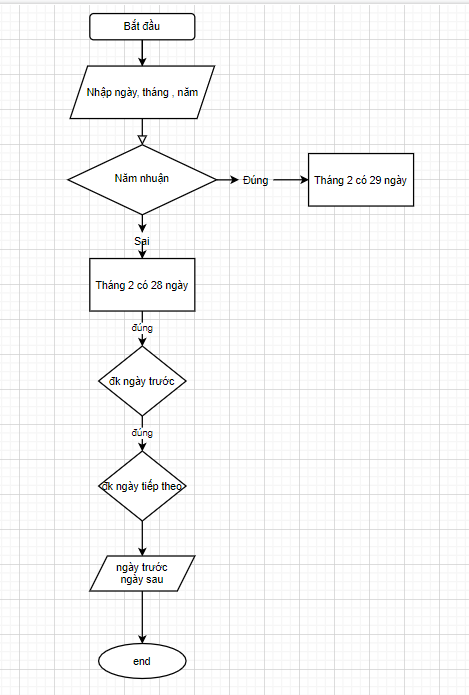 Bắt đầu
Nhập ngày, tháng , năm
Năm nhuận
Đúng
Tháng 2 có 29 ngày
Sai
Tháng 2 có 28 ngày
đúng
đk ngày trước
đúng
đk ngày tiếp theo
ngày trước
ngày sau
end